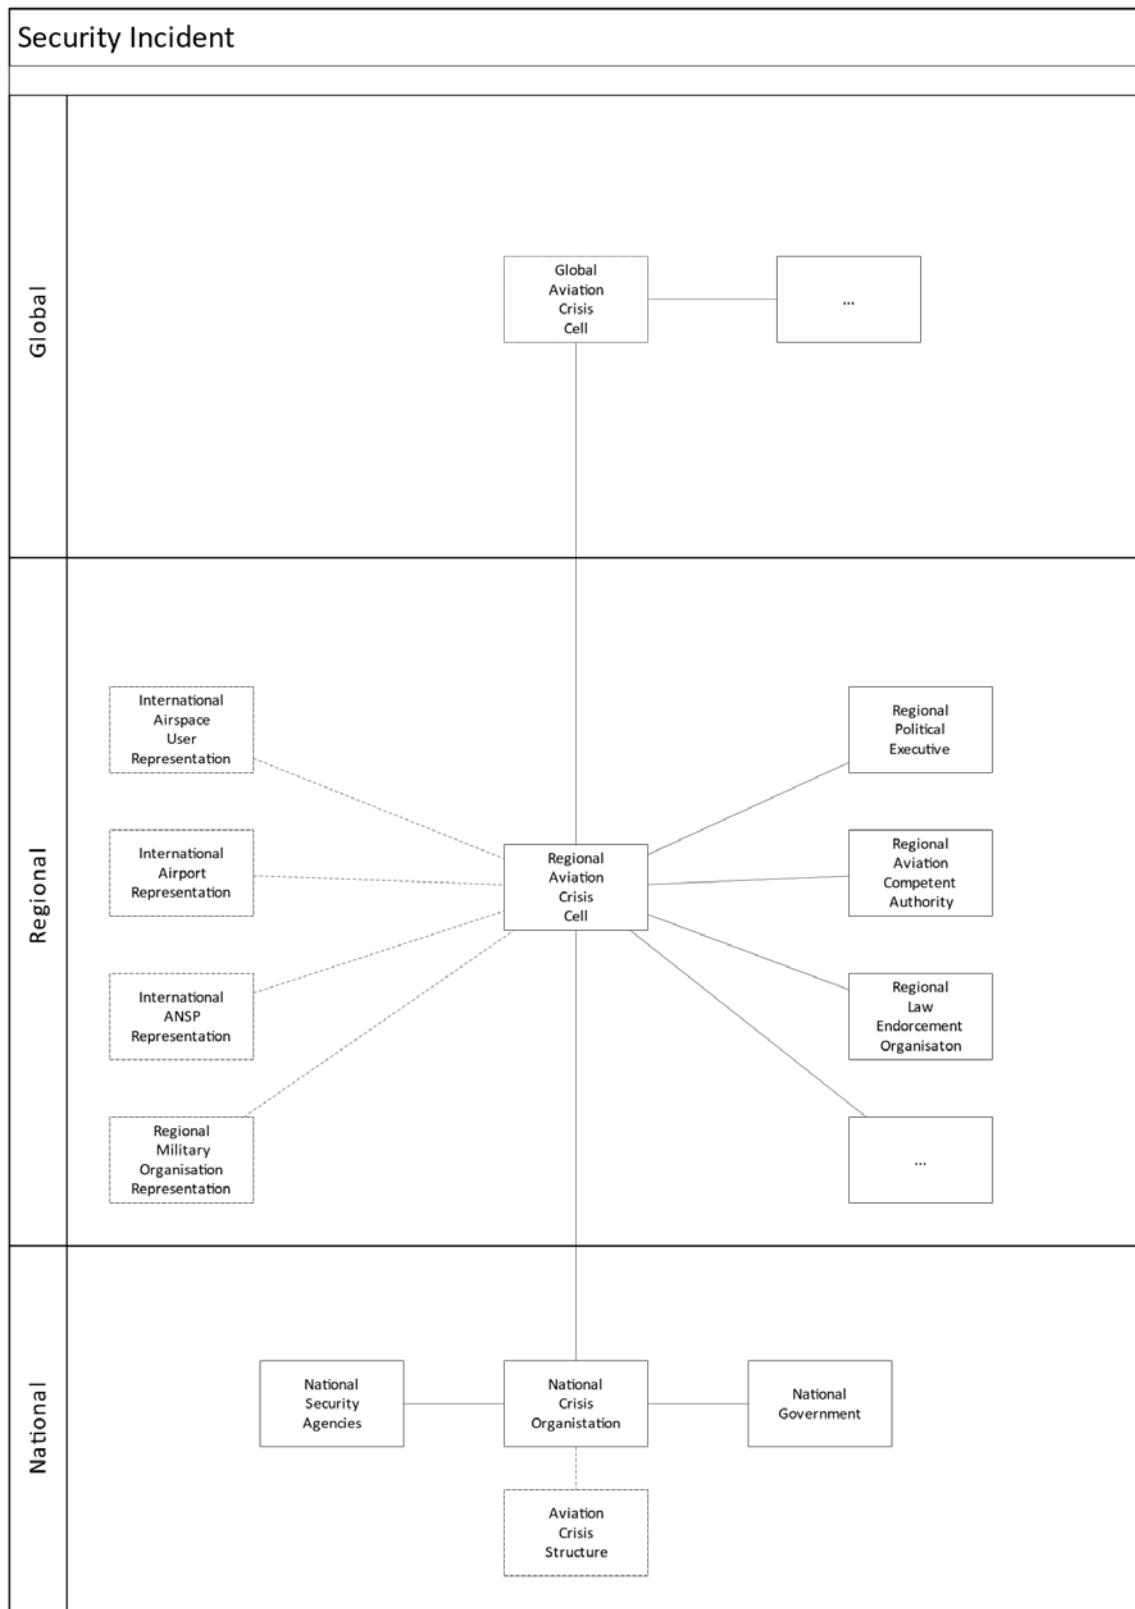 Security Incident
Global
Global
Aviation
Crisis
Cell
...
Regional
International
Airspace
User
Representation
Regional
Political
Executive
International
Airport
Representation
Regional
Aviation
Crisis
Cell
Regional
Aviation
Competent
Authority
International
ANSP
Representation
Regional
Law
Endorcement
Organisaton
Regional
Military
Organisation
Representation
...
National
National
Security
Agencies
National
Crisis
Organistation
National
Government
Aviation
Crisis
Structure